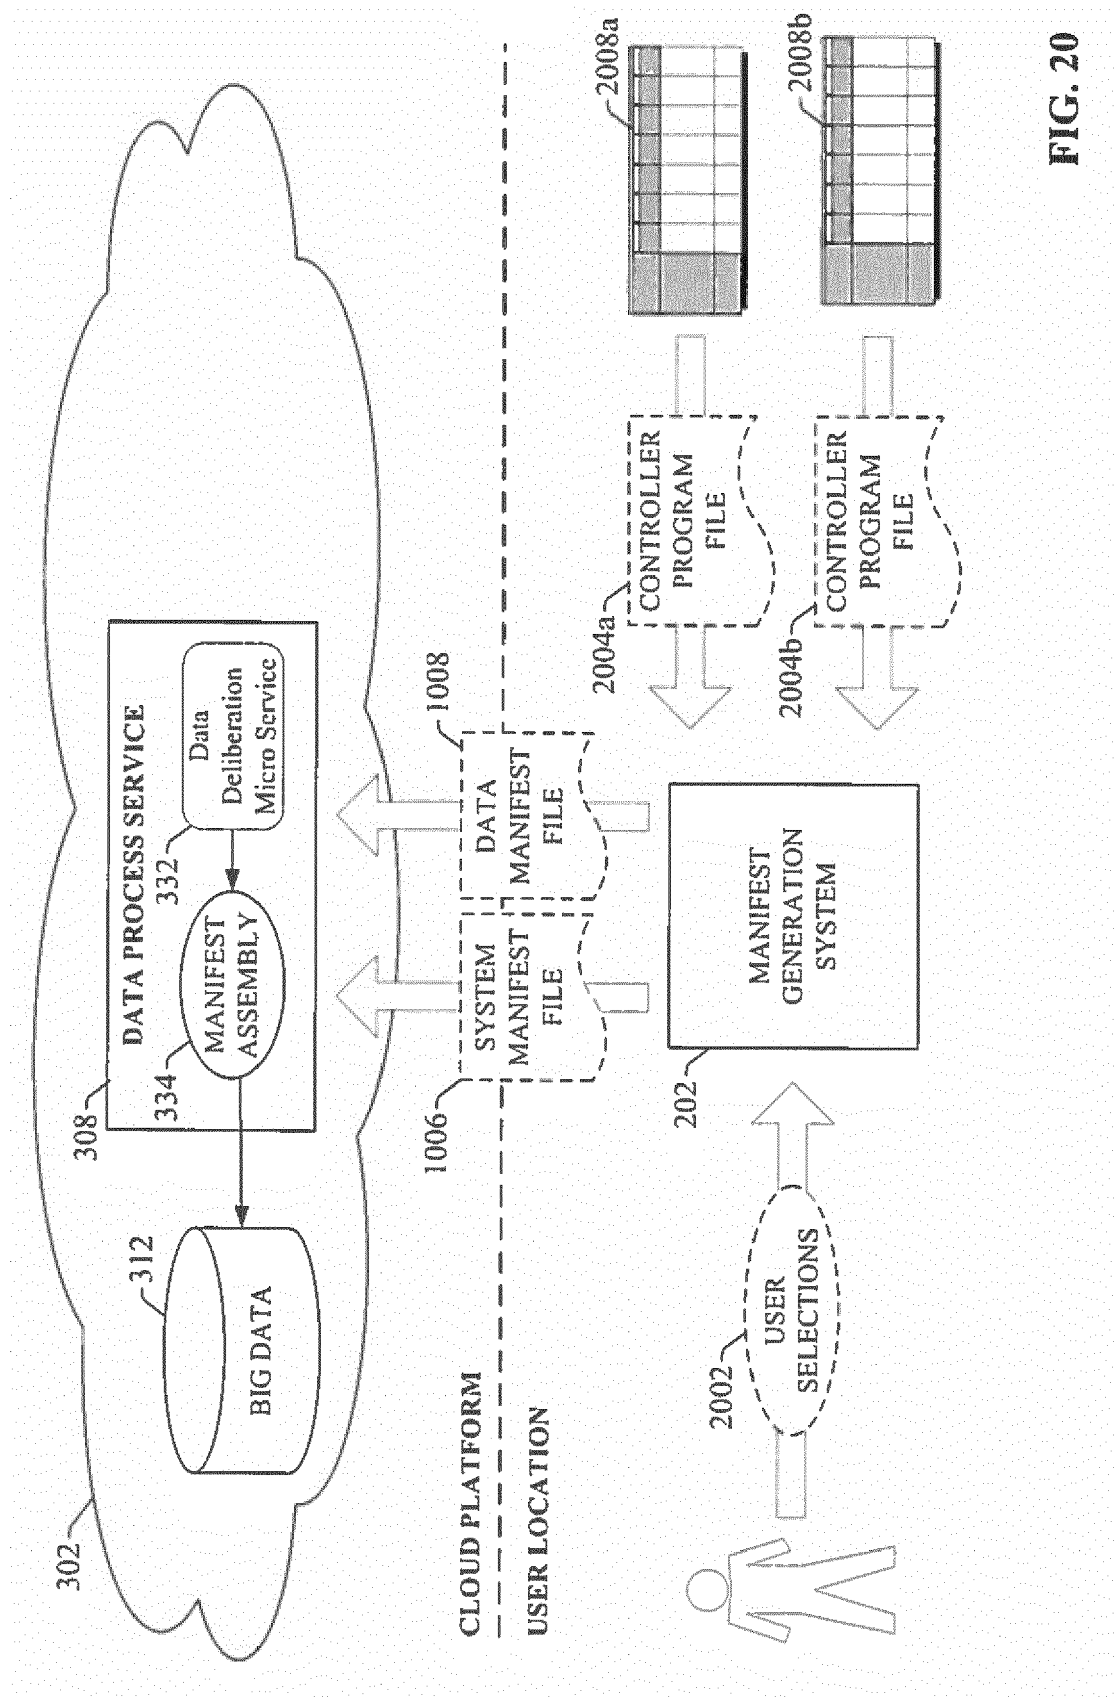 302
308
DATA PROCESS SERVICE
312
BIG DATA
334
MANIFEST
ASSEMBLY
332
Data
Deliberation
Micro Service
CLOUD PLATFORM
USER LOCATION
1006
SYSTEM
MANIFEST
FILE
1008
DATA
MANIFEST
FILE
2002
USER
SELECTIONS
202
MANIFEST
GENERATION
SYSTEM
2004a
CONTROLLER
PROGRAM
FILE
2008a
2004b
CONTROLLER
PROGRAM
FILE
2008b
FIG. 20